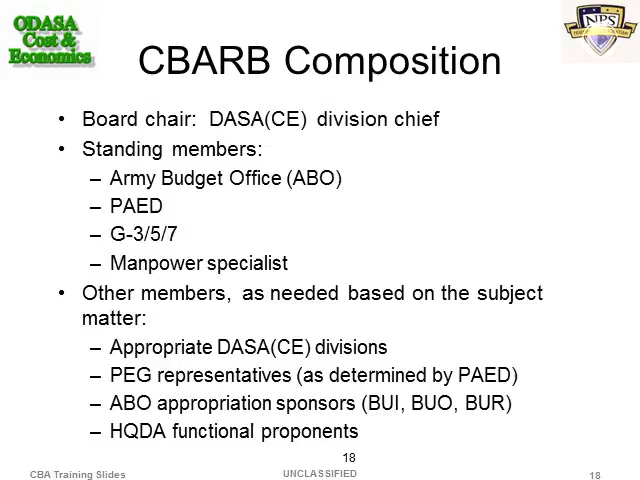 ODASA
Cost &
Economics
NPS
CBARB Composition
• Board chair: DASA(CE) division chief
• Standing members:
– Army Budget Office (ABO)
– PAED
– G-3/5/7
– Manpower specialist
• Other members, as needed based on the subject
matter:
– Appropriate DASA(CE) divisions
– PEG representatives (as determined by PAED)
– ABO appropriation sponsors (BUI, BUO, BUR)
– HQDA functional proponents
18
CBA Training Slides
UNCLASSIFIED
18